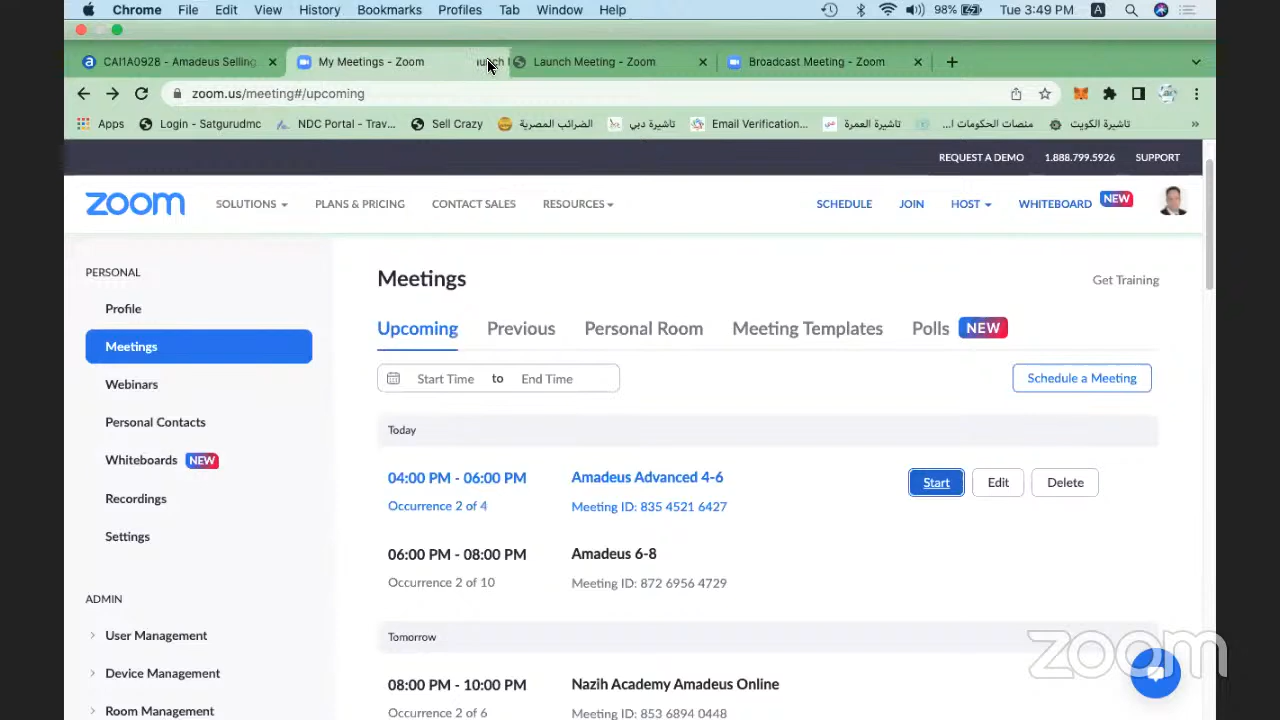 Chrome File Edit View History Bookmarks Profiles Tab Window Help 98% Tue 3:49 PM A
CAI1A0928 - Amadeus Selling My Meetings - Zoom Launch Meeting - Zoom Broadcast Meeting - Zoom
zoom.us/meeting#/upcoming
Apps Login - Satgurudmc NDC Portal - Trav... Sell Crazy الضرائب المصرية تاشيرة دبي Email Verification... تاشيرة العمرة منصات الحكومات ا... تاشيرة الكويت »
REQUEST A DEMO 1.888.799.5926 SUPPORT
zoom SOLUTIONS PLANS & PRICING CONTACT SALES RESOURCES SCHEDULE JOIN HOST WHITEBOARD NEW
PERSONAL
Profile
Meetings
Webinars
Personal Contacts
Whiteboards NEW
Recordings
Settings
ADMIN
User Management
Device Management
Room Management
Meetings
Get Training
Upcoming Previous Personal Room Meeting Templates Polls NEW
Start Time to End Time
Schedule a Meeting
Today
04:00 PM - 06:00 PM Amadeus Advanced 4-6 Start Edit Delete
Occurrence 2 of 4 Meeting ID: 835 4521 6427
06:00 PM - 08:00 PM Amadeus 6-8
Occurrence 2 of 10 Meeting ID: 872 6956 4729
Tomorrow
08:00 PM - 10:00 PM Nazih Academy Amadeus Online
Occurrence 2 of 6 Meeting ID: 853 6894 0448
zoom